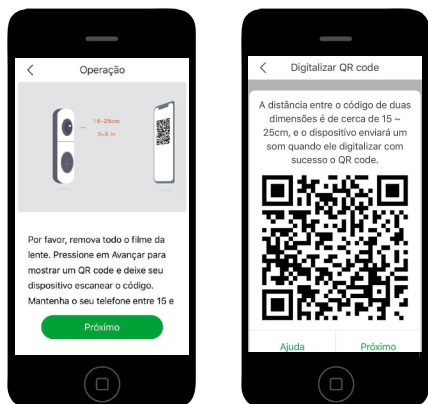 Operação
15-25cm
5-8 in
Por favor, remova todo o filme da
lente. Pressione em Avançar para
mostrar um QR code e deixe seu
dispositivo escanear o código.
Mantenha o seu telefone entre 15 e
Próximo
Digitalizar QR code
A distância entre o código de duas
dimensões é de cerca de 15 ~
25cm, e o dispositivo enviará um
som quando ele digitalizar com
sucesso o QR code.
Ajuda
Próximo